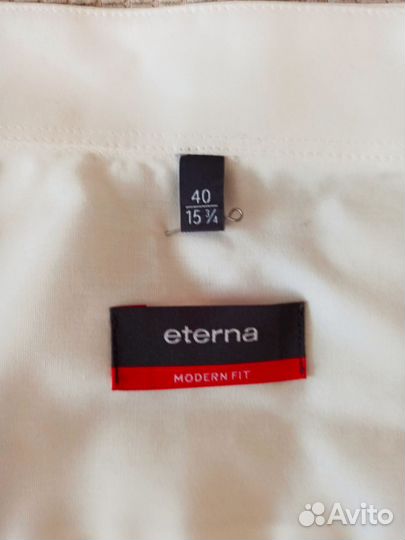 40
15 ¾
eterna
MODERN FIT
Avito